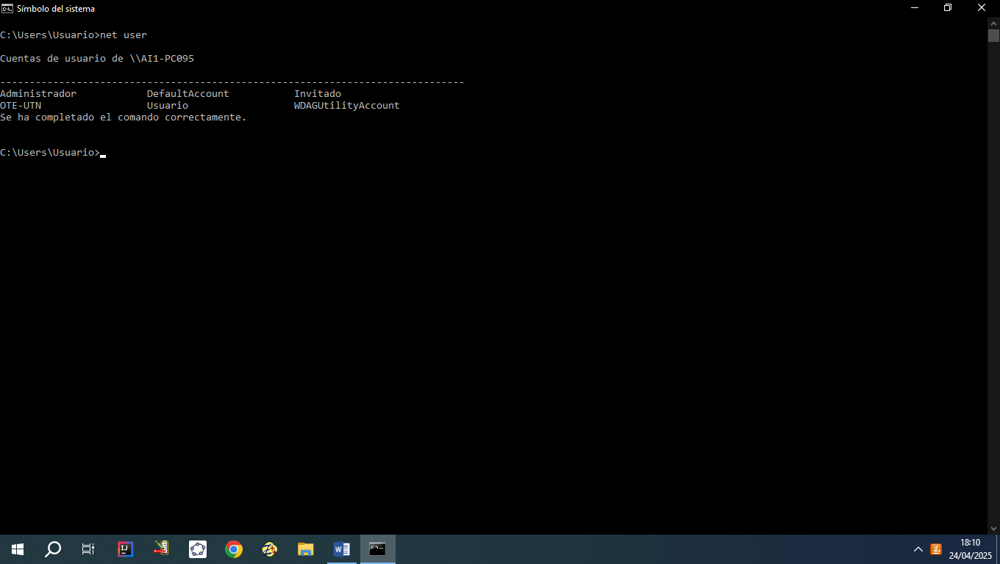 Símbolo del sistema
C:\Users\Usuario>net user
Cuentas de usuario de \\AI1-PC095
-------------------------------------------------------------------------------
Administrador            DefaultAccount           Invitado
OTE-UTN                  Usuario                  WDAGUtilityAccount
Se ha completado el comando correctamente.
C:\Users\Usuario>
18:10
24/04/2025